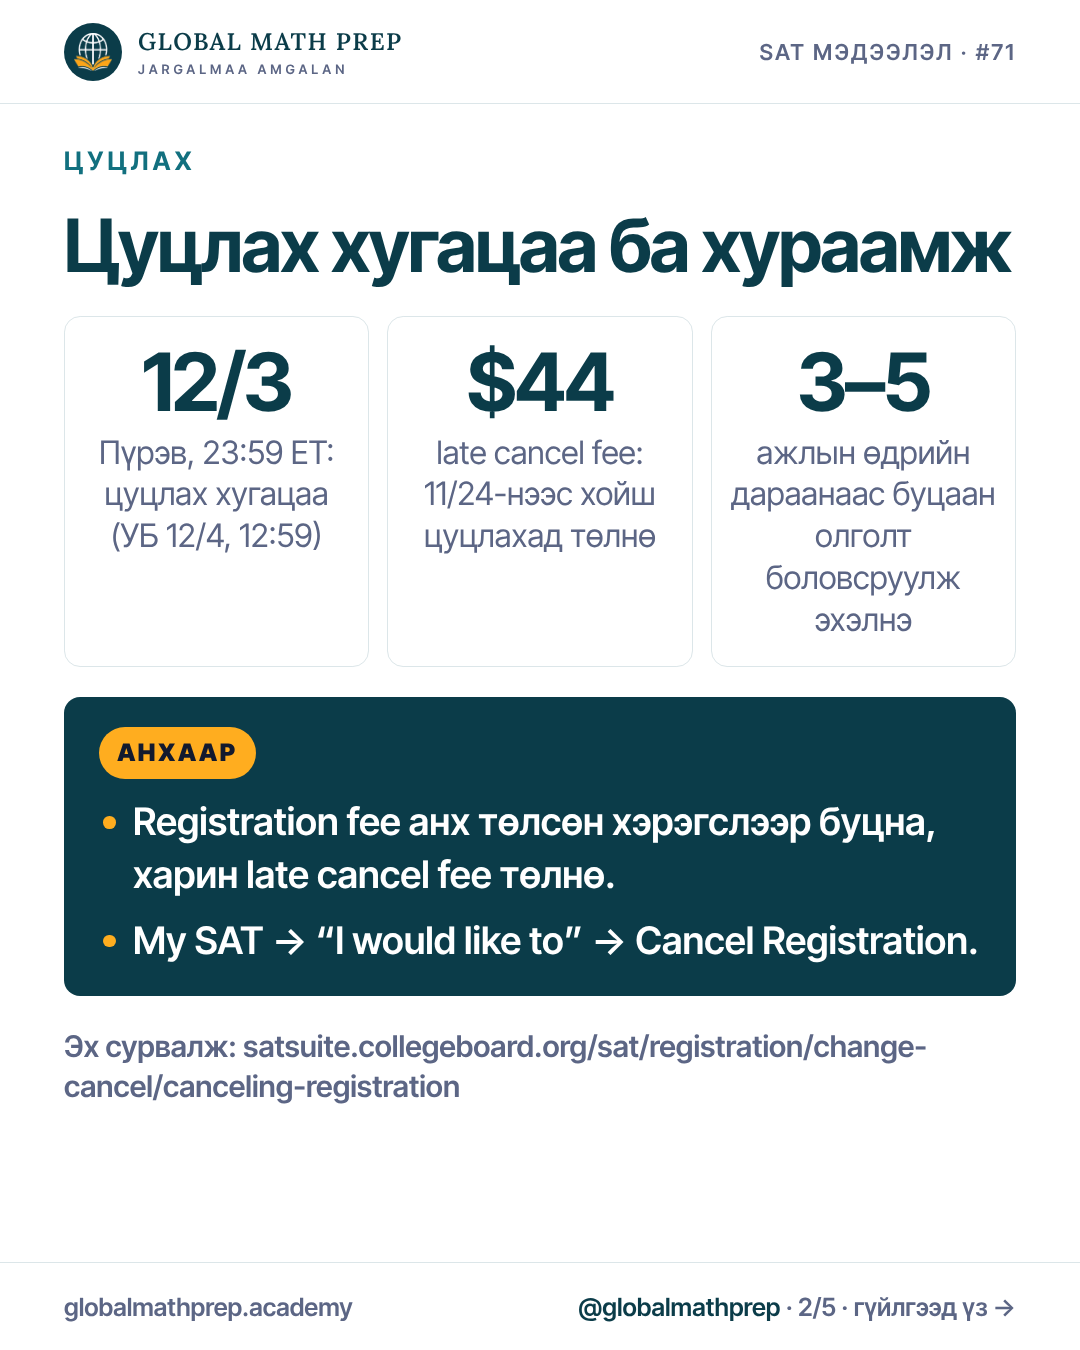 GLOBAL MATH PREP
JARGALMAA AMGALAN
SAT МЭДЭЭЛЭЛ · #71
ЦУЦЛАХ
Цуцлах хугацаа ба хураамж
12/3
Пүрэв, 23:59 ET:
цуцлах хугацаа
(УБ 12/4, 12:59)
$44
late cancel fee:
11/24-нээс хойш
цуцлахад төлнө
3–5
ажлын өдрийн
дараанаас буцаан
олголт
боловсруулж
эхэлнэ
АНХААР
• Registration fee анх төлсөн хэрэгслээр буцна,
харин late cancel fee төлнө.
• My SAT → “I would like to” → Cancel Registration.
Эх сурвалж: satsuite.collegeboard.org/sat/registration/change-
cancel/canceling-registration
globalmathprep.academy
@globalmathprep · 2/5 · гүйлгээд үз →